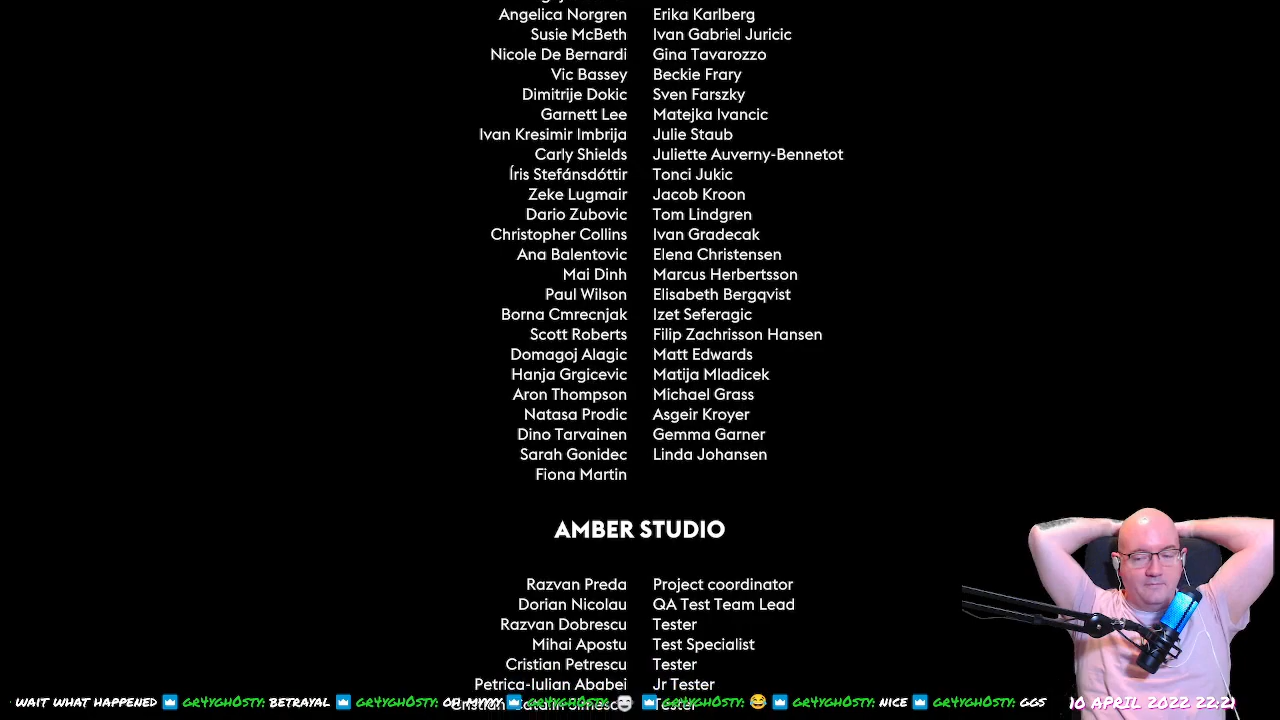 Angelica Norgren Erika Karlberg
Susie McBeth Ivan Gabriel Juricic
Nicole De Bernardi Gina Tavarozzo
Vic Bassey Beckie Frary
Dimitrije Dokic Sven Farszky
Garnett Lee Matejka Ivancic
Ivan Kresimir Imbrija Julie Staub
Carly Shields Juliette Auverny-Bennetot
Íris Stefánsdóttir Tonci Jukic
Zeke Lugmair Jacob Kroon
Dario Zubovic Tom Lindgren
Christopher Collins Ivan Gradecak
Ana Balentovic Elena Christensen
Mai Dinh Marcus Herbertsson
Paul Wilson Elisabeth Bergqvist
Borna Cmrecnjak Izet Seferagic
Scott Roberts Filip Zachrisson Hansen
Domagoj Alagic Matt Edwards
Hanja Grgicevic Matija Mladicek
Aron Thompson Michael Grass
Natasa Prodic Asgeir Kroyer
Dino Tarvainen Gemma Garner
Sarah Gonidec Linda Johansen
Fiona Martin
AMBER STUDIO
Razvan Preda Project coordinator
Dorian Nicolau QA Test Team Lead
Razvan Dobrescu Tester
Mihai Apostu Test Specialist
Cristian Petrescu Tester
Petrica-Iulian Ababei Jr Tester
Tester
WAIT WHAT HAPPENED GR4YGH0STY: BETRAYAL GR4YGH0STY: GR4YGH0STY: GR4YGH0STY: 😂 GR4YGH0STY: NICE GR4YGH0STY: GGS
10 APRIL 2022 22:21